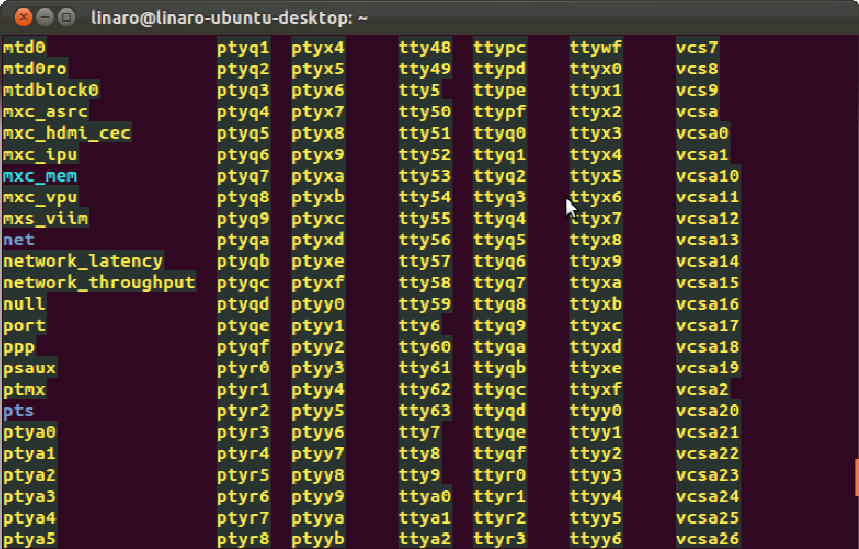 linaro@linaro-ubuntu-desktop: ~
mtd0 ptyq1 ptyx4 tty48 ttypc ttywf vcs7
mtd0ro ptyq2 ptyx5 tty49 ttypd ttyx0 vcs8
mtdblock0 ptyq3 ptyx6 tty5 ttype ttyx1 vcs9
mxc_asrc ptyq4 ptyx7 tty50 ttypf ttyx2 vcsa
mxc_hdmi_cec ptyq5 ptyx8 tty51 ttyq0 ttyx3 vcsa0
mxc_ipu ptyq6 ptyx9 tty52 ttyq1 ttyx4 vcsa1
mxc_mem ptyq7 ptyxa tty53 ttyq2 ttyx5 vcsa10
mxc_vpu ptyq8 ptyxb tty54 ttyq3 ttyx6 vcsa11
mxs_viim ptyq9 ptyxc tty55 ttyq4 ttyx7 vcsa12
net ptyqa ptyxd tty56 ttyq5 ttyx8 vcsa13
network_latency ptyqb ptyxe tty57 ttyq6 ttyx9 vcsa14
network_throughput ptyqc ptyxf tty58 ttyq7 ttyxa vcsa15
null ptyqd ptyy0 tty59 ttyq8 ttyxb vcsa16
port ptyqe ptyy1 tty6 ttyq9 ttyxc vcsa17
ppp ptyqf ptyy2 tty60 ttyqa ttyxd vcsa18
psaux ptyr0 ptyy3 tty61 ttyqb ttyxe vcsa19
ptmx ptyr1 ptyy4 tty62 ttyqc ttyxf vcsa2
pts ptyr2 ptyy5 tty63 ttyqd ttyy0 vcsa20
ptya0 ptyr3 ptyy6 tty7 ttyqe ttyy1 vcsa21
ptya1 ptyr4 ptyy7 tty8 ttyqf ttyy2 vcsa22
ptya2 ptyr5 ptyy8 tty9 ttyr0 ttyy3 vcsa23
ptya3 ptyr6 ptyy9 ttya0 ttyr1 ttyy4 vcsa24
ptya4 ptyr7 ptyya ttya1 ttyr2 ttyy5 vcsa25
ptya5 ptyr8 ptyyb ttya2 ttyr3 ttyy6 vcsa26